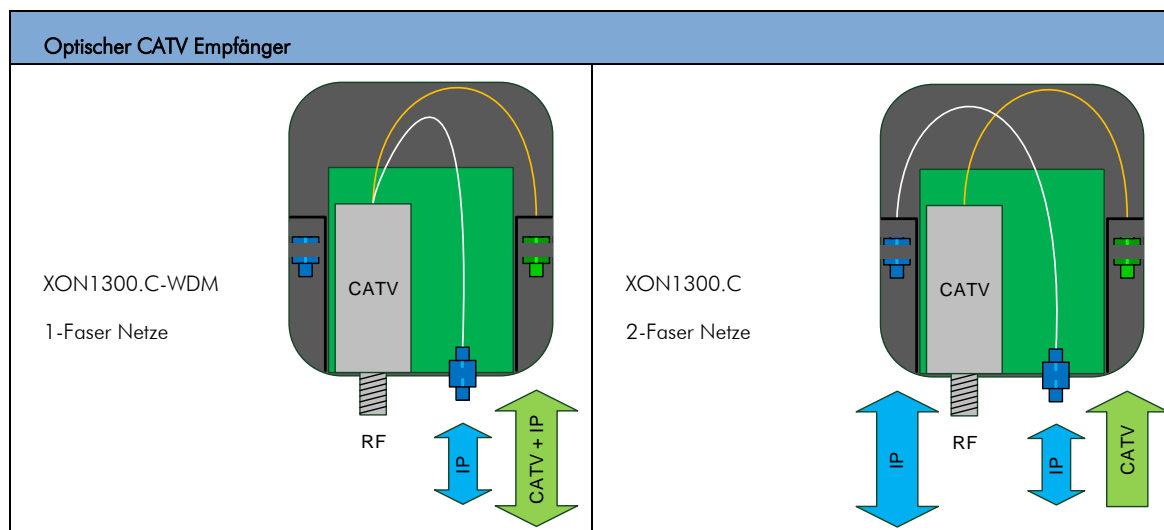 Optischer CATV Empfänger
XON1300.C-WDM
1-Faser Netze
CATV
RF
IP
CATV + IP
XON1300.C
2-Faser Netze
CATV
IP
RF
IP
CATV